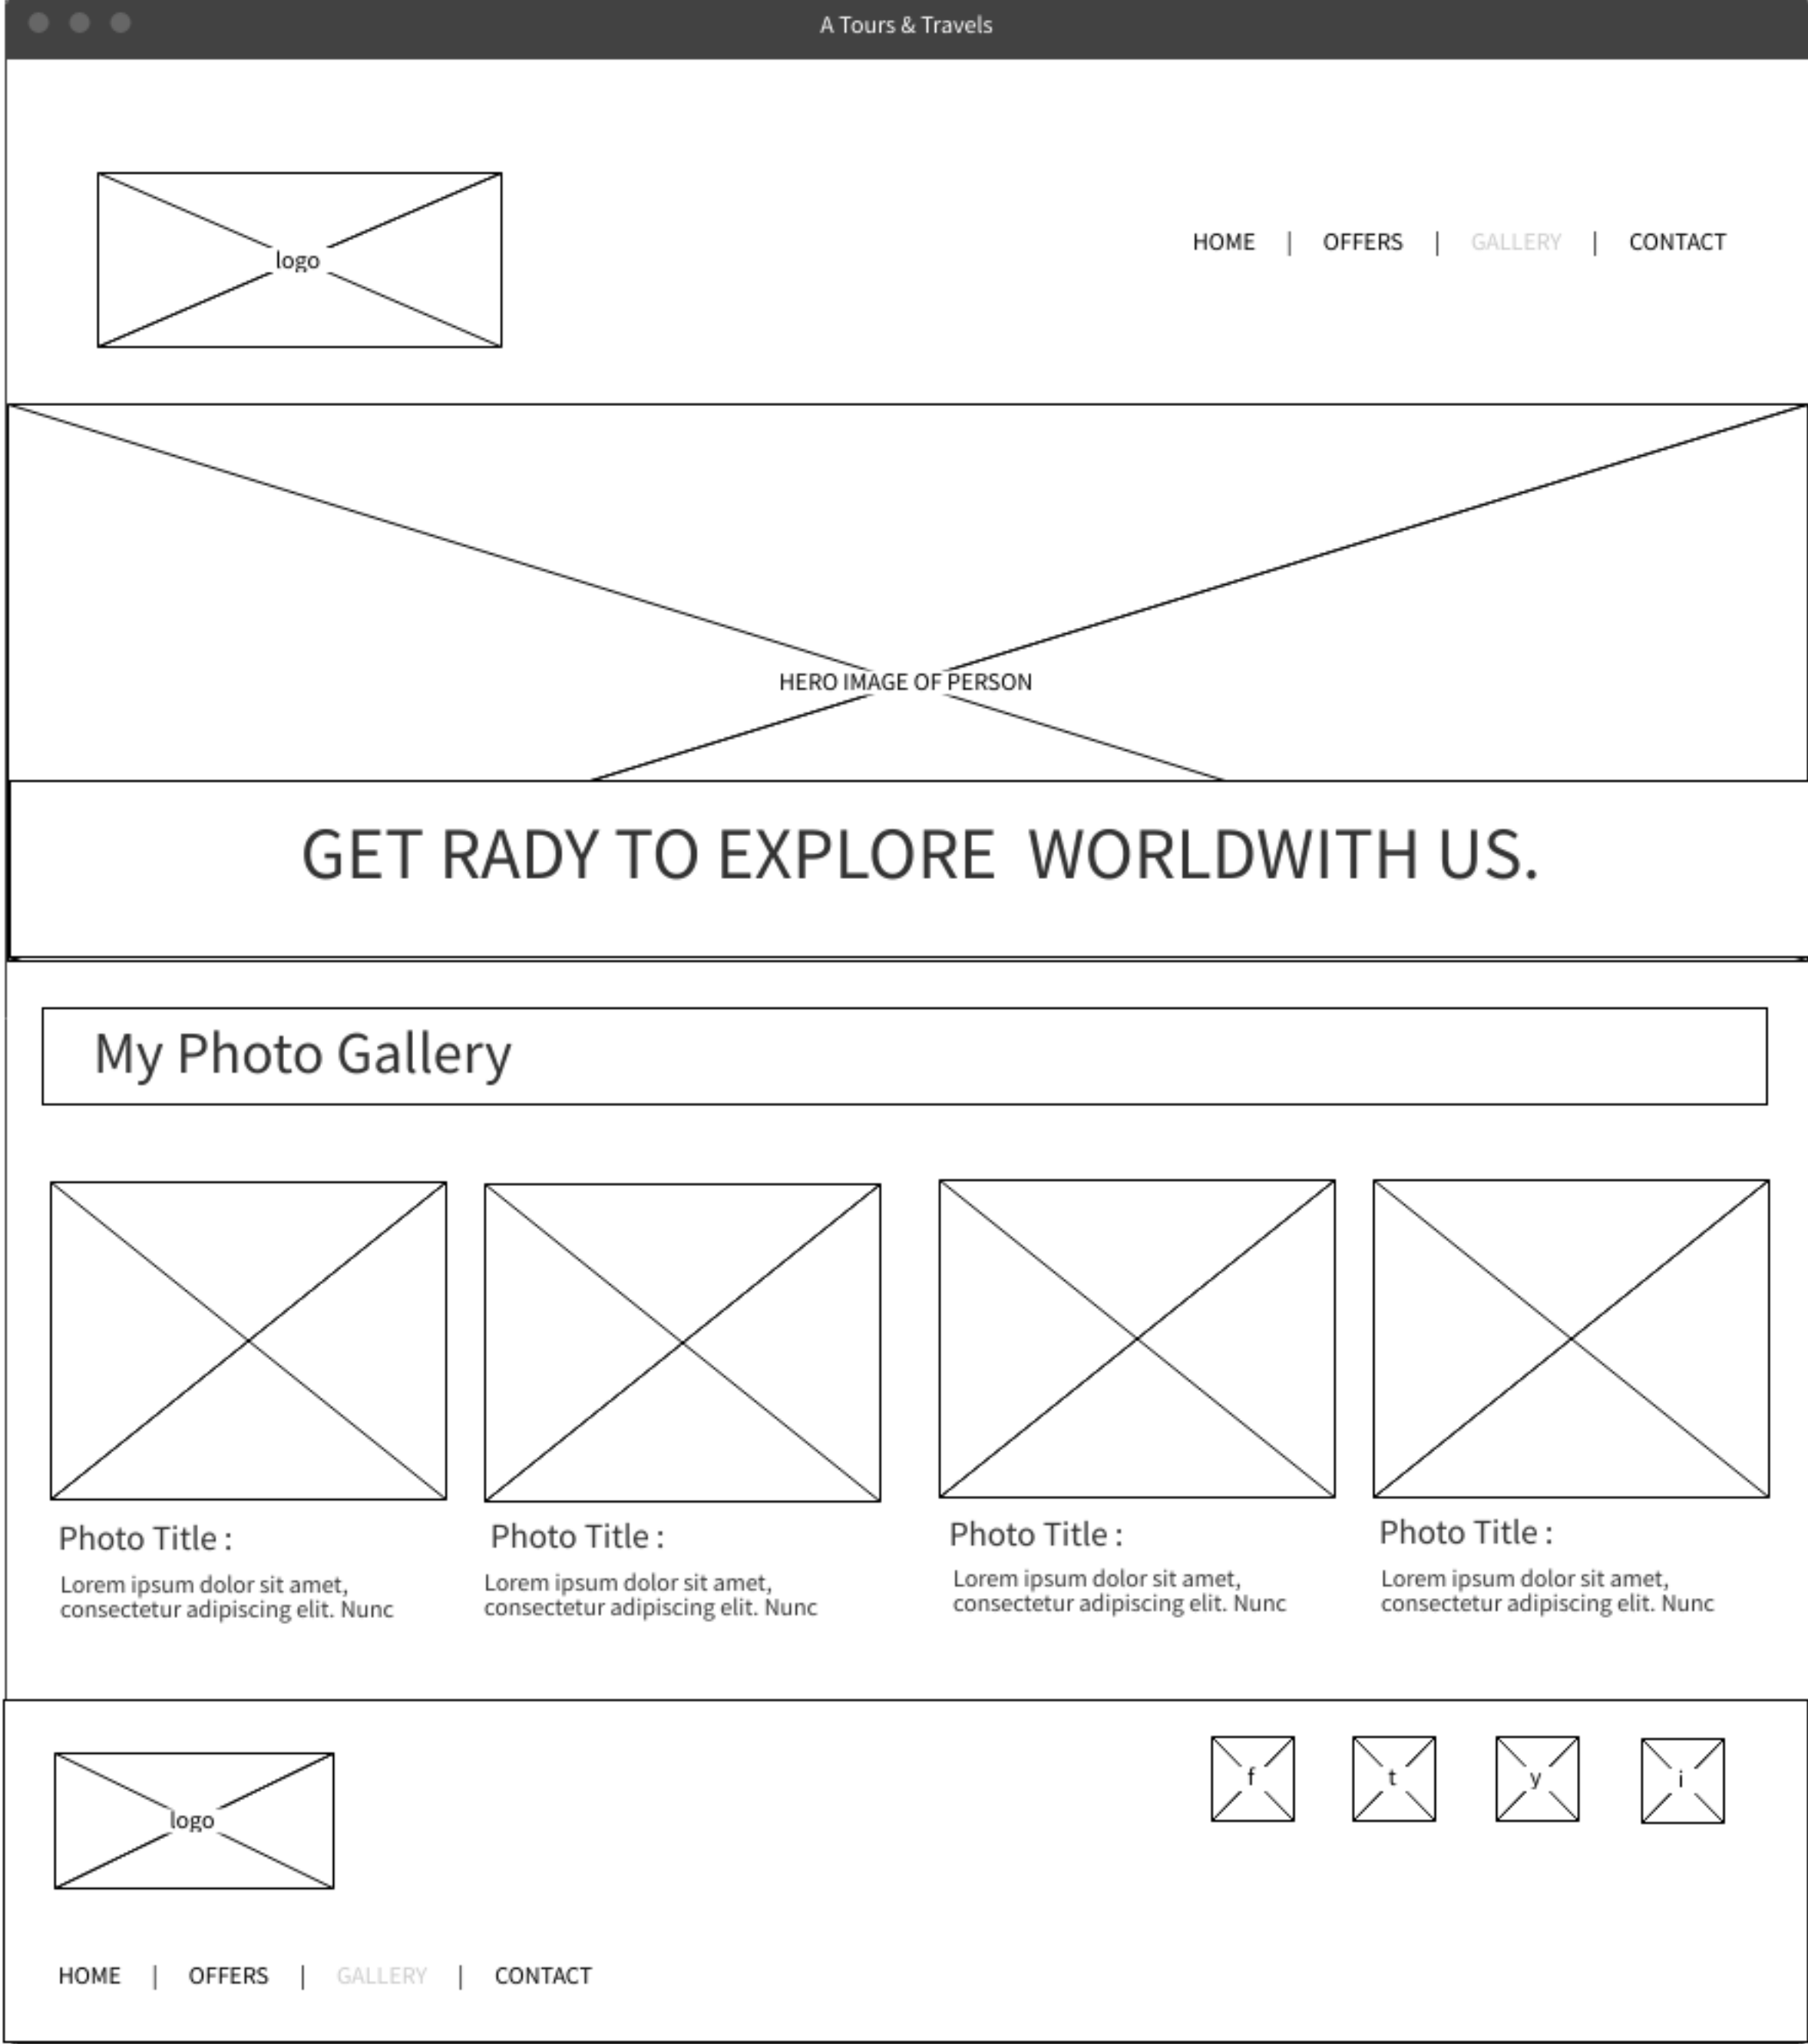 A Tours & Travels
logo
HOME | OFFERS | GALLERY | CONTACT
HERO IMAGE OF PERSON
GET RADY TO EXPLORE  WORLDWITH US.
My Photo Gallery
Photo Title :
Lorem ipsum dolor sit amet,
consectetur adipiscing elit. Nunc
Photo Title :
Lorem ipsum dolor sit amet,
consectetur adipiscing elit. Nunc
Photo Title :
Lorem ipsum dolor sit amet,
consectetur adipiscing elit. Nunc
Photo Title :
Lorem ipsum dolor sit amet,
consectetur adipiscing elit. Nunc
logo
f t y i
HOME | OFFERS | GALLERY | CONTACT